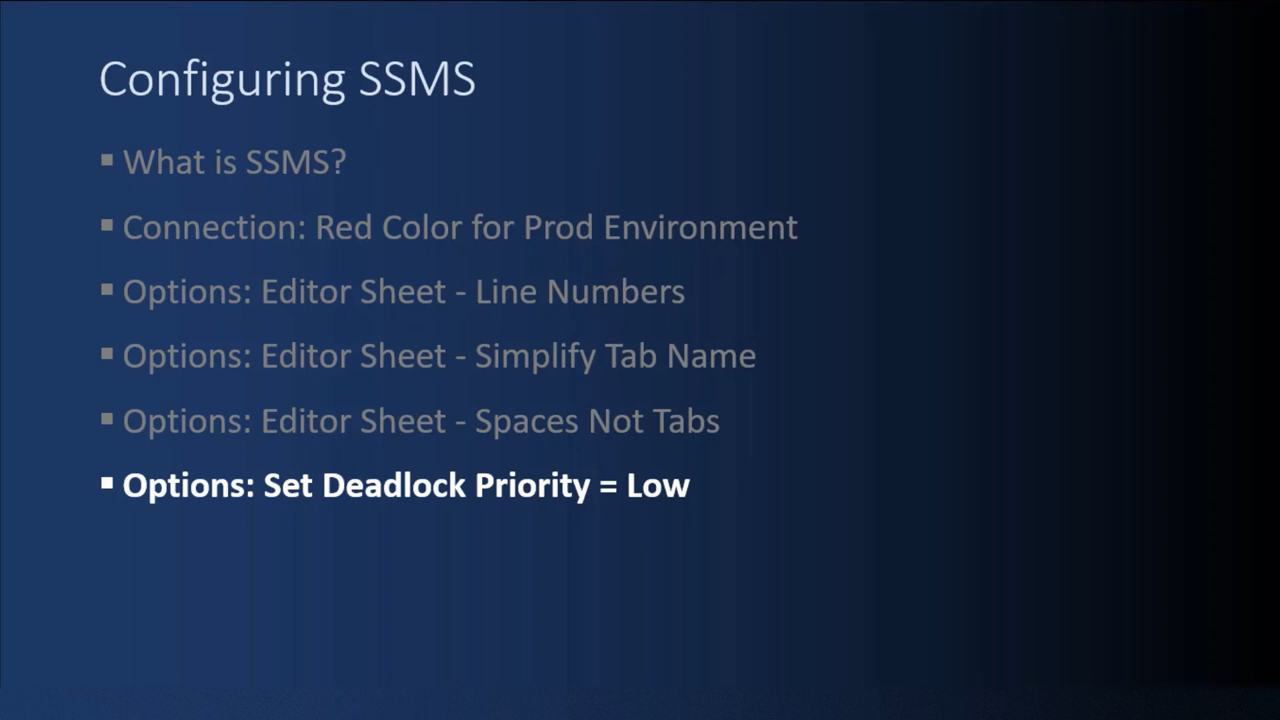 Configuring SSMS
▪ What is SSMS?
▪ Connection: Red Color for Prod Environment
▪ Options: Editor Sheet - Line Numbers
▪ Options: Editor Sheet - Simplify Tab Name
▪ Options: Editor Sheet - Spaces Not Tabs
▪ Options: Set Deadlock Priority = Low